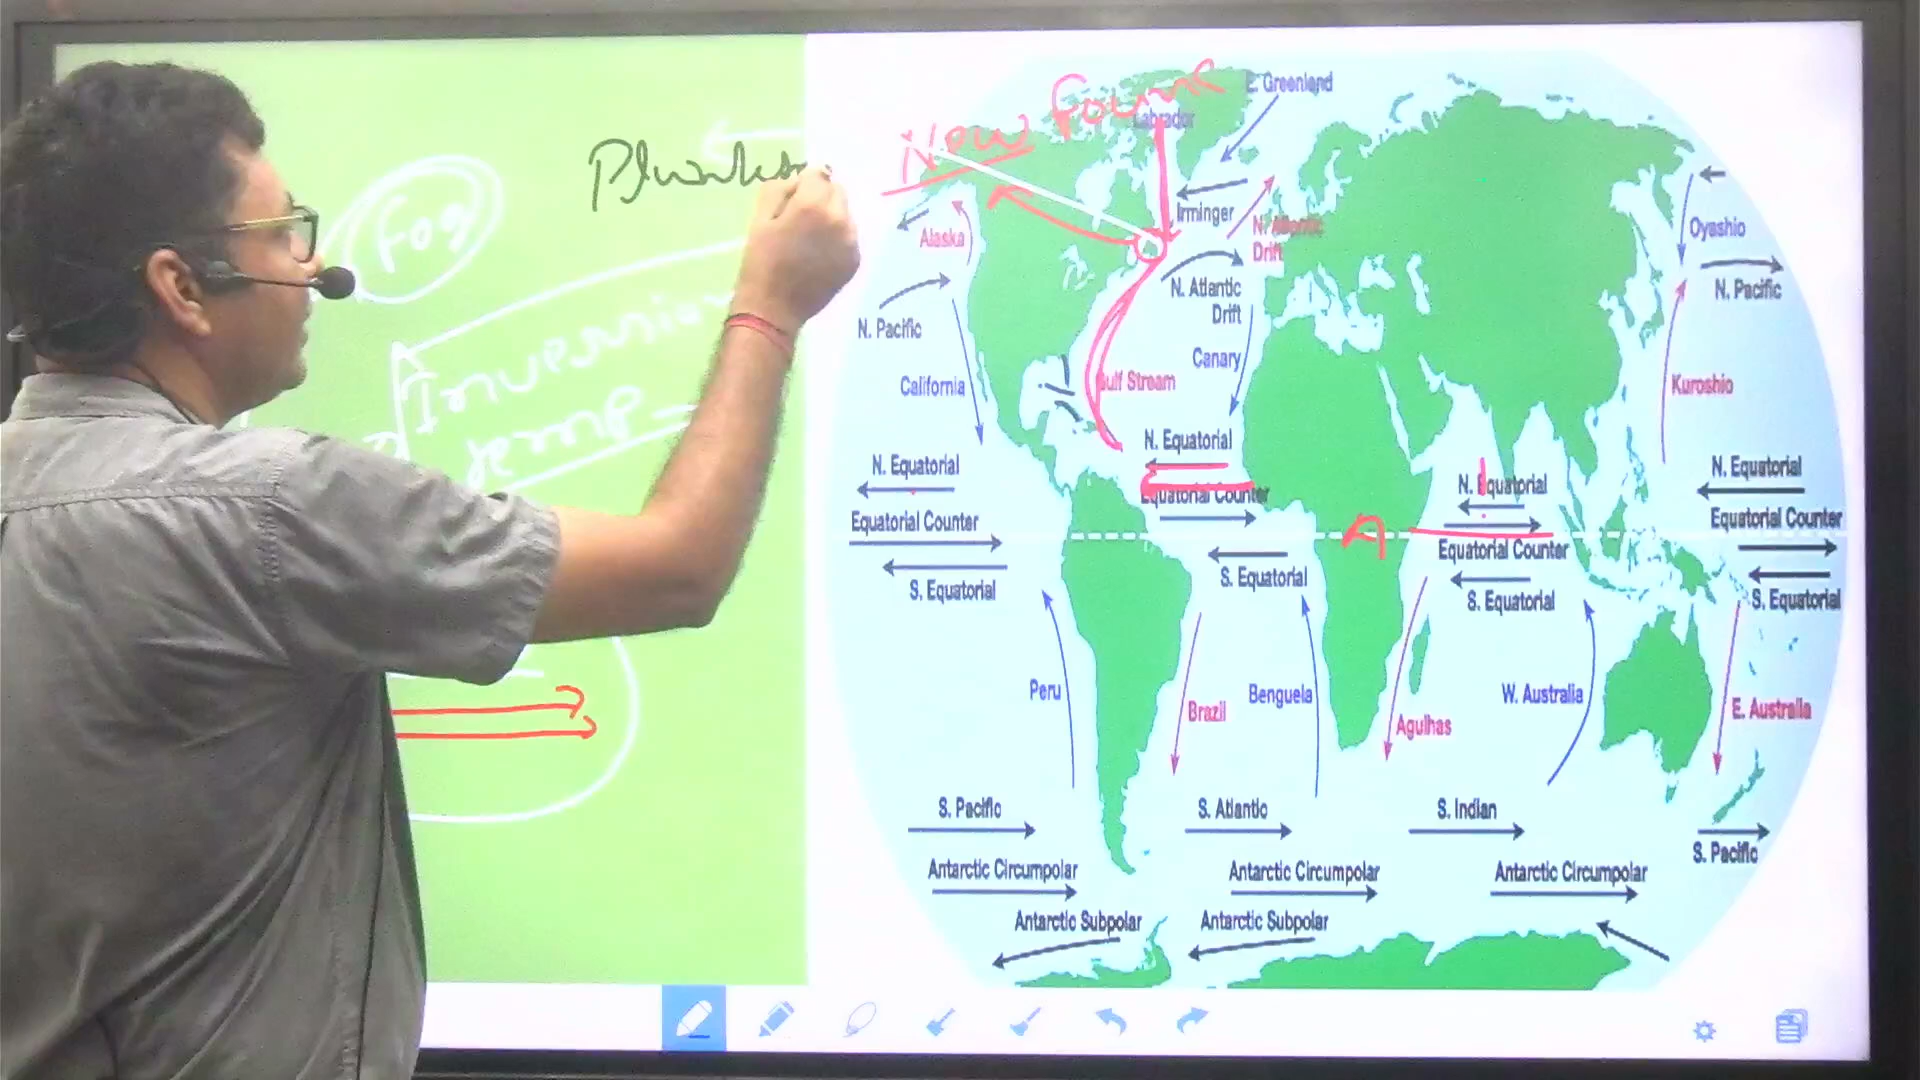 Fog
Inversion
temp -
New Found
E. Greenland
Labrador
Irminger
N. Atlantic
Drift
Alaska
Oyashio
N. Pacific
N. Atlantic
Drift
N. Pacific
Canary
California
Gulf Stream
Kuroshio
N. Equatorial
N. Equatorial
N. Equatorial
N. Equatorial
Equatorial Counter
Equatorial Counter
Equatorial Counter
Equatorial Counter
S. Equatorial
S. Equatorial
S. Equatorial
S. Equatorial
Peru
Brazil
Benguela
Agulhas
W. Australia
E. Australia
S. Pacific
S. Atlantic
S. Indian
S. Pacific
Antarctic Circumpolar
Antarctic Circumpolar
Antarctic Circumpolar
Antarctic Subpolar
Antarctic Subpolar